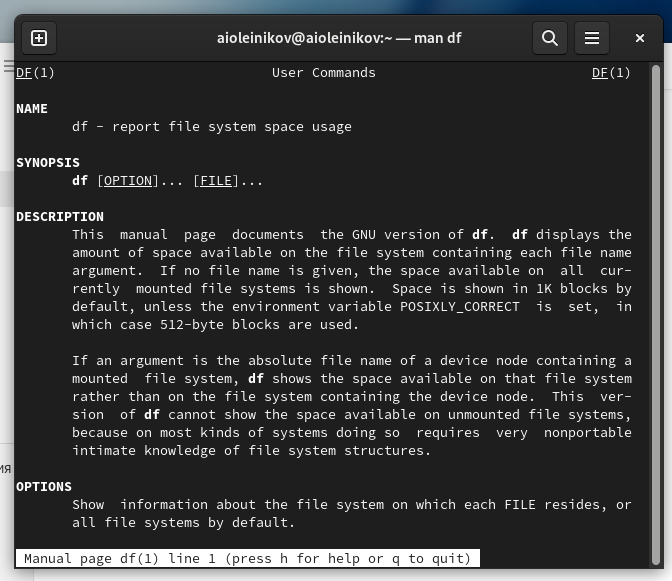 aioleinikov@aioleinikov:~ — man df
DF(1) User Commands DF(1)
NAME
df - report file system space usage
SYNOPSIS
df [OPTION]... [FILE]...
DESCRIPTION
This manual page documents the GNU version of df. df displays the
amount of space available on the file system containing each file name
argument. If no file name is given, the space available on all cur-
rently mounted file systems is shown. Space is shown in 1K blocks by
default, unless the environment variable POSIXLY_CORRECT is set, in
which case 512-byte blocks are used.
If an argument is the absolute file name of a device node containing a
mounted file system, df shows the space available on that file system
rather than on the file system containing the device node. This ver-
sion of df cannot show the space available on unmounted file systems,
because on most kinds of systems doing so requires very nonportable
intimate knowledge of file system structures.
ия
OPTIONS
Show information about the file system on which each FILE resides, or
all file systems by default.
Manual page df(1) line 1 (press h for help or q to quit)